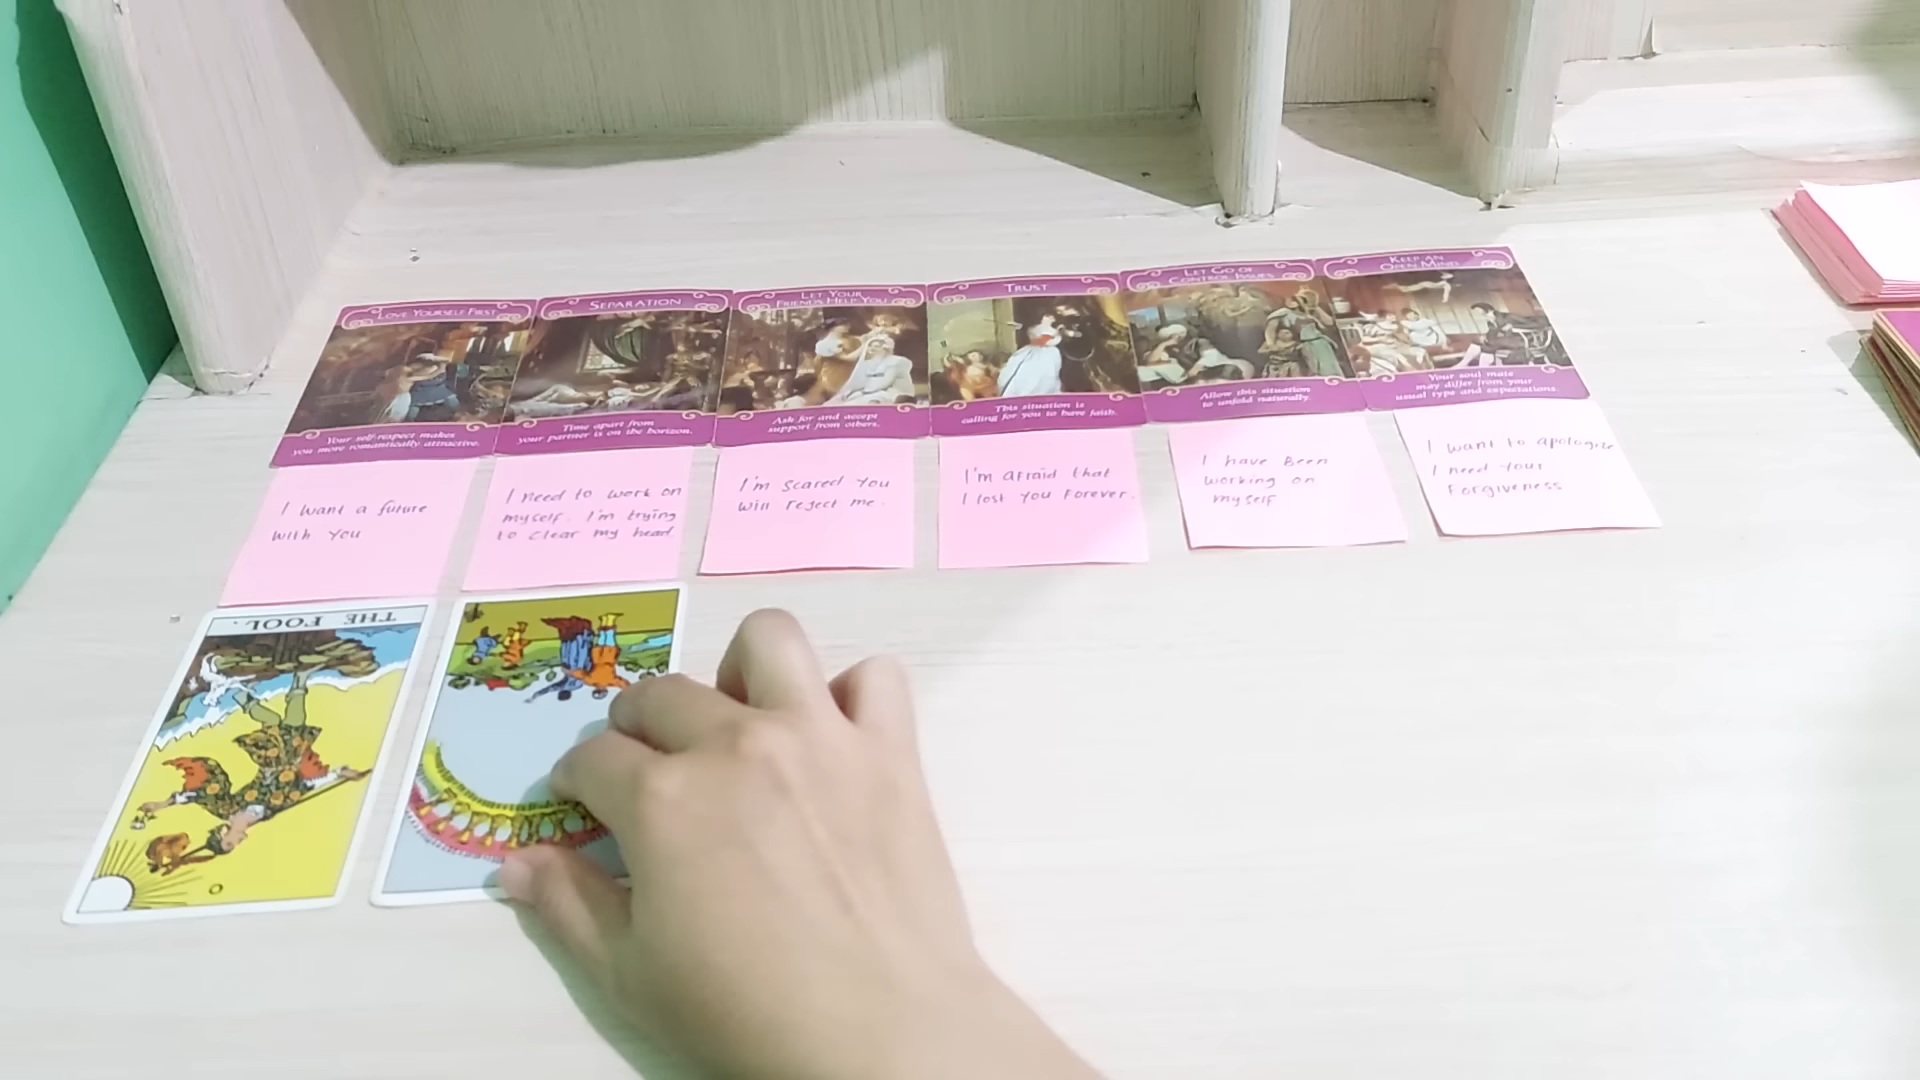 LOVE YOURSELF FIRST
Your self-respect makes
you more romantically attractive.
SEPARATION
Time apart from
your partner is on the horizon.
LET YOUR
FRIENDS HELP YOU
Ask for and accept
support from others.
TRUST
This situation is
calling for you to have faith.
LET GO OF
CONTROL ISSUES
Allow this situation
to unfold naturally.
KEEP AN
OPEN MIND
Your soul mate
may differ from your
usual type and expectations.
I want a future
with you
I need to work on
myself. I'm trying
to clear my head
I'm scared you
will reject me.
I'm afraid that
I lost you forever.
I have Been
working on
myself
I want to apologize
I need your
Forgiveness
THE FOOL.
0